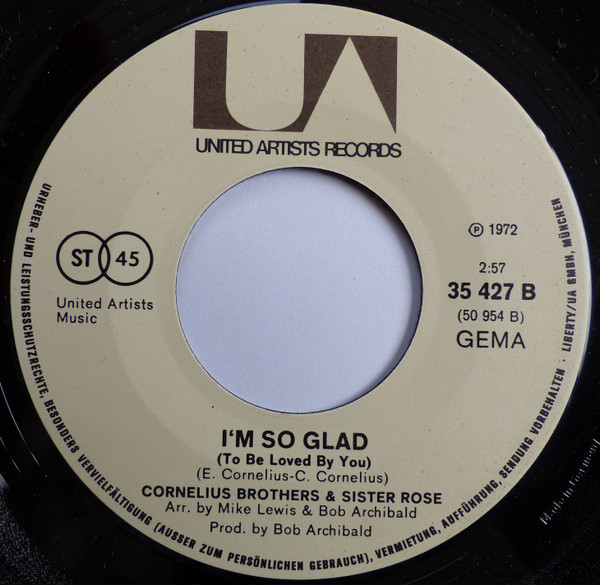 UA
UNITED ARTISTS RECORDS
ST 45
United Artists
Music
℗ 1972
2:57
35 427 B
(50 954 B)
GEMA
I'M SO GLAD
(To Be Loved By You)
(E. Cornelius-C. Cornelius)
CORNELIUS BROTHERS & SISTER ROSE
Arr. by Mike Lewis & Bob Archibald
Prod. by Bob Archibald
URHEBER- UND LEISTUNGSSCHUTZRECHTE, BESONDERS VERVIELFÄLTIGUNG (AUSSER ZUM PERSÖNLICHEN GEBRAUCH), VERMIETUNG, AUFFÜHRUNG, SENDUNG VORBEHALTEN · LIBERTY/UA GMBH, MÜNCHEN
Made in Germany